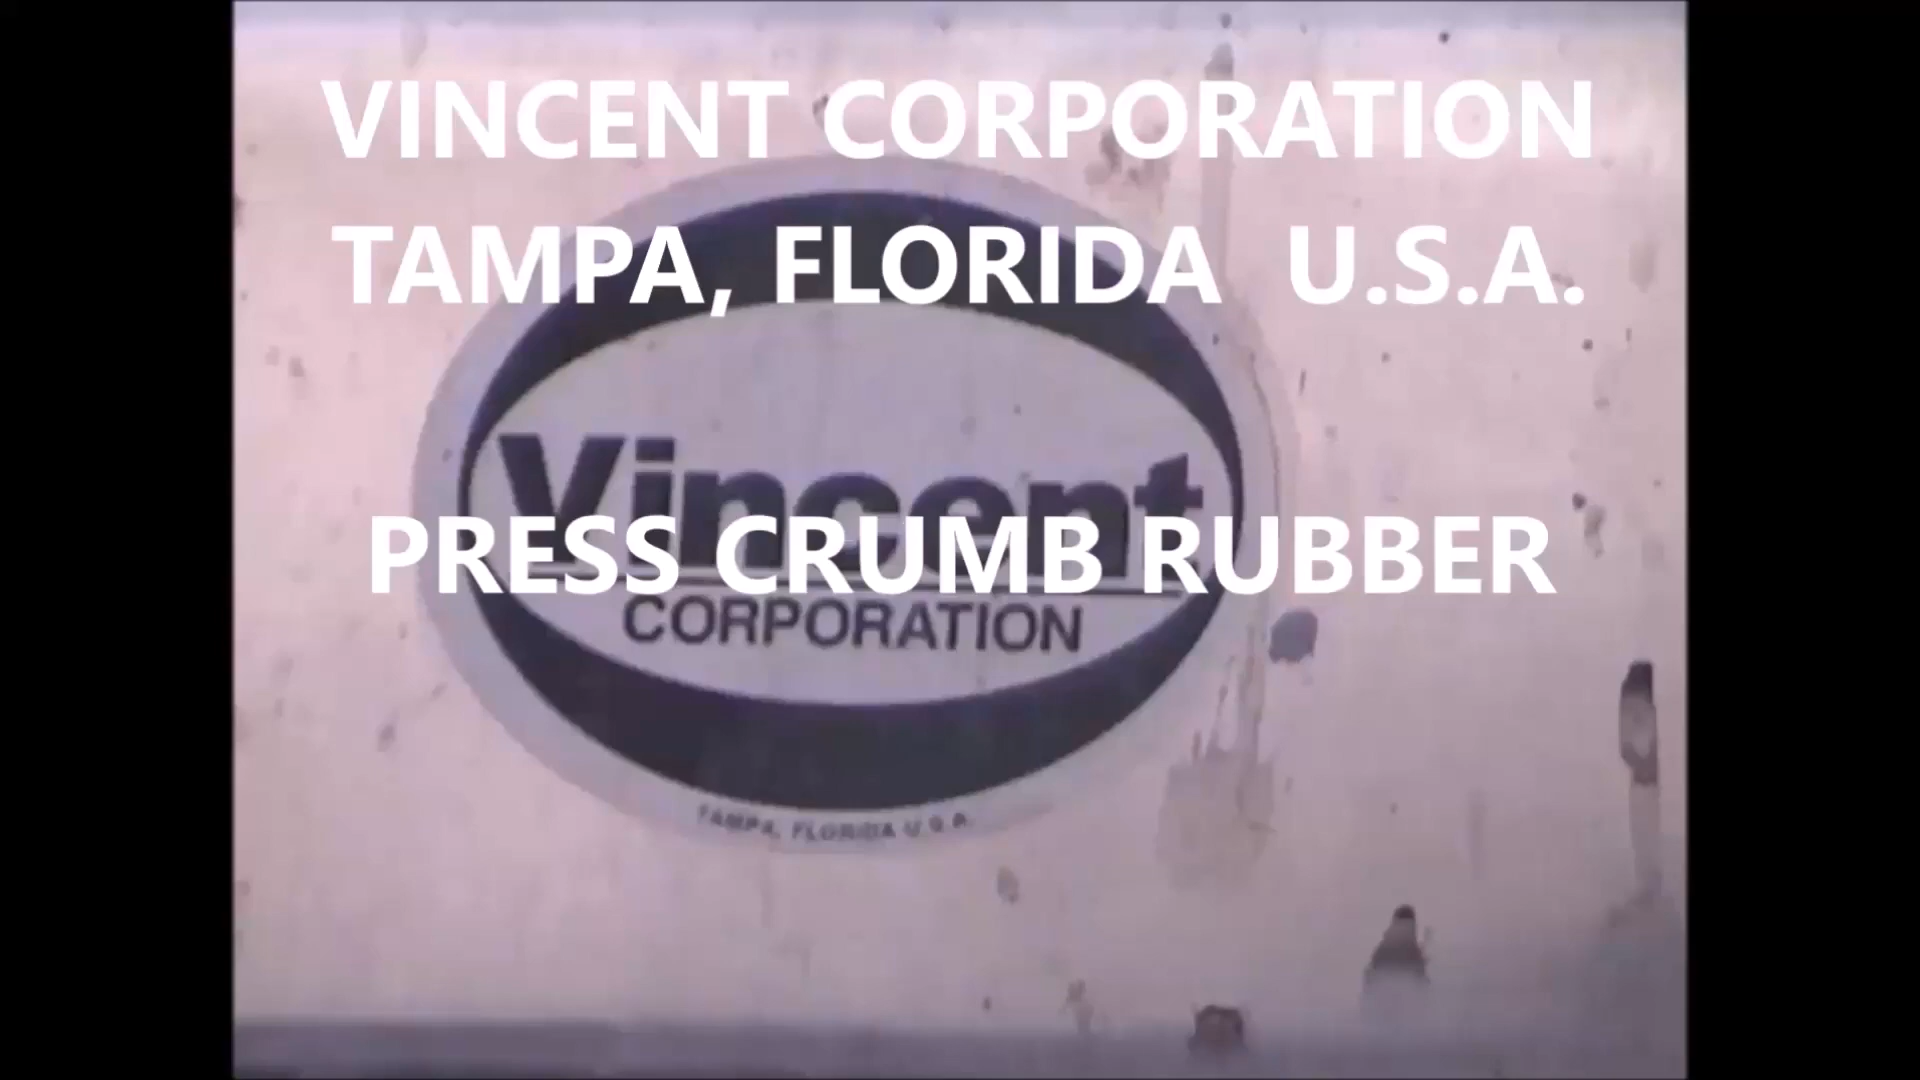 VINCENT CORPORATION
TAMPA, FLORIDA U.S.A.
Vincent
PRESS CRUMB RUBBER
CORPORATION
TAMPA, FLORIDA U.S.A.